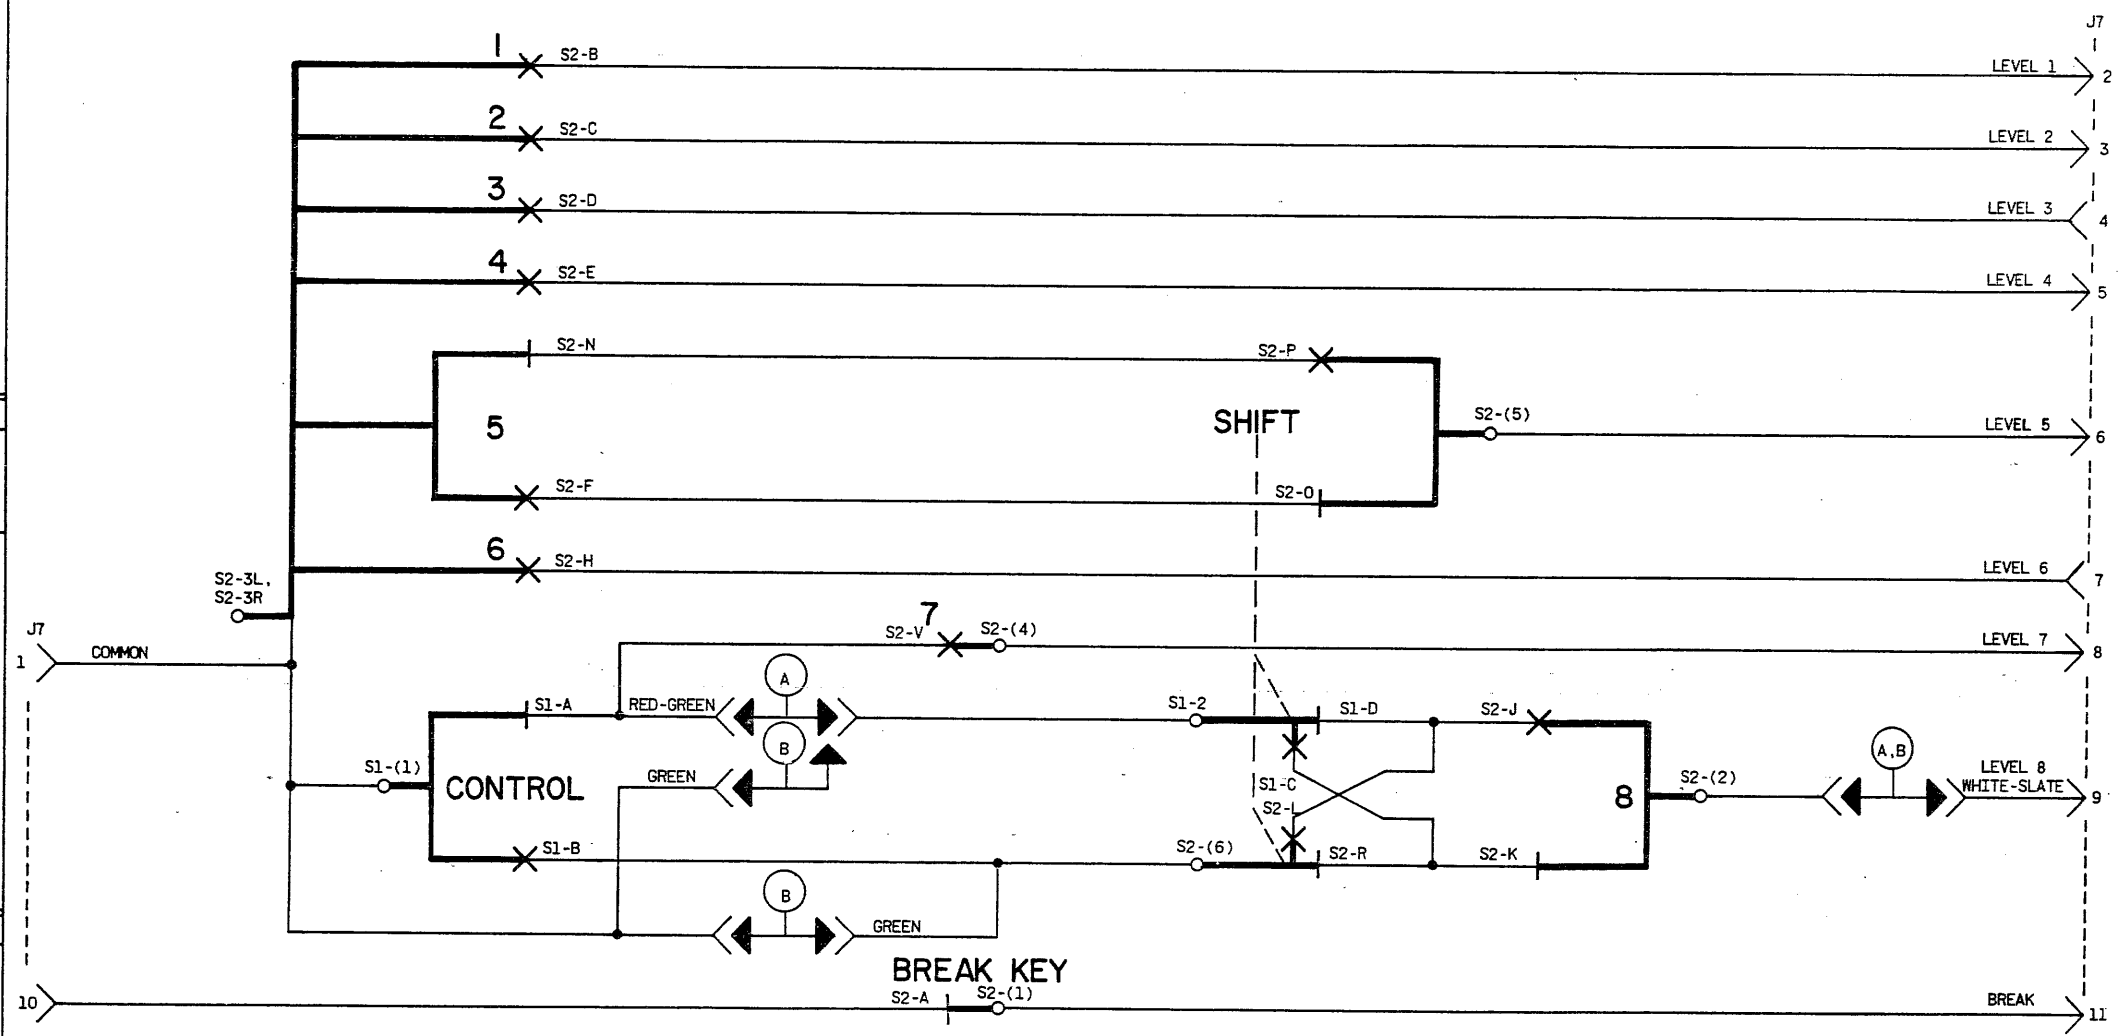 J7
1 S2-B LEVEL 1 2
2 S2-C LEVEL 2 3
3 S2-D LEVEL 3 4
4 S2-E LEVEL 4 5
S2-N S2-P
5 SHIFT S2-(5) LEVEL 5 6
S2-F S2-O
6 S2-H LEVEL 6 7
S2-3L,
S2-3R
7
J7 S2-V S2-(4) LEVEL 7 8
1 COMMON
A
S1-A RED-GREEN S1-2 S1-D S2-J
B
A,B
S1-(1) CONTROL GREEN S1-C 8 S2-(2) LEVEL 8
WHITE-SLATE 9
S2-L
S1-B S2-(6) S2-R S2-K
B
GREEN
BREAK KEY
10 S2-A S2-(1) BREAK 11